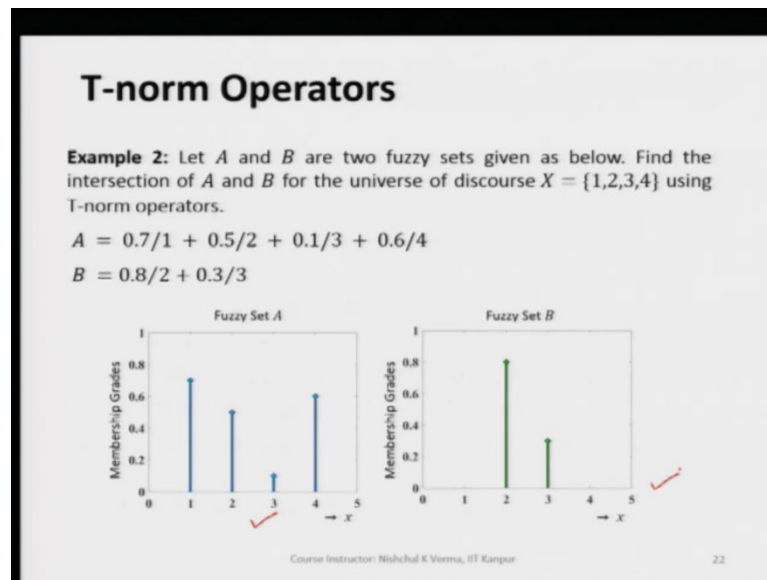 T-norm Operators
Example 2: Let A and B are two fuzzy sets given as below. Find the
intersection of A and B for the universe of discourse X = {1,2,3,4} using
T-norm operators.
A = 0.7/1 + 0.5/2 + 0.1/3 + 0.6/4
B = 0.8/2 + 0.3/3
Fuzzy Set A
Membership Grades
1
0.8
0.6
0.4
0.2
0
0 1 2 3 4 5
→ x
Fuzzy Set B
Membership Grades
1
0.8
0.6
0.4
0.2
0
0 1 2 3 4 5
→ x
Course Instructor: Nishchal K Verma, IIT Kanpur
22